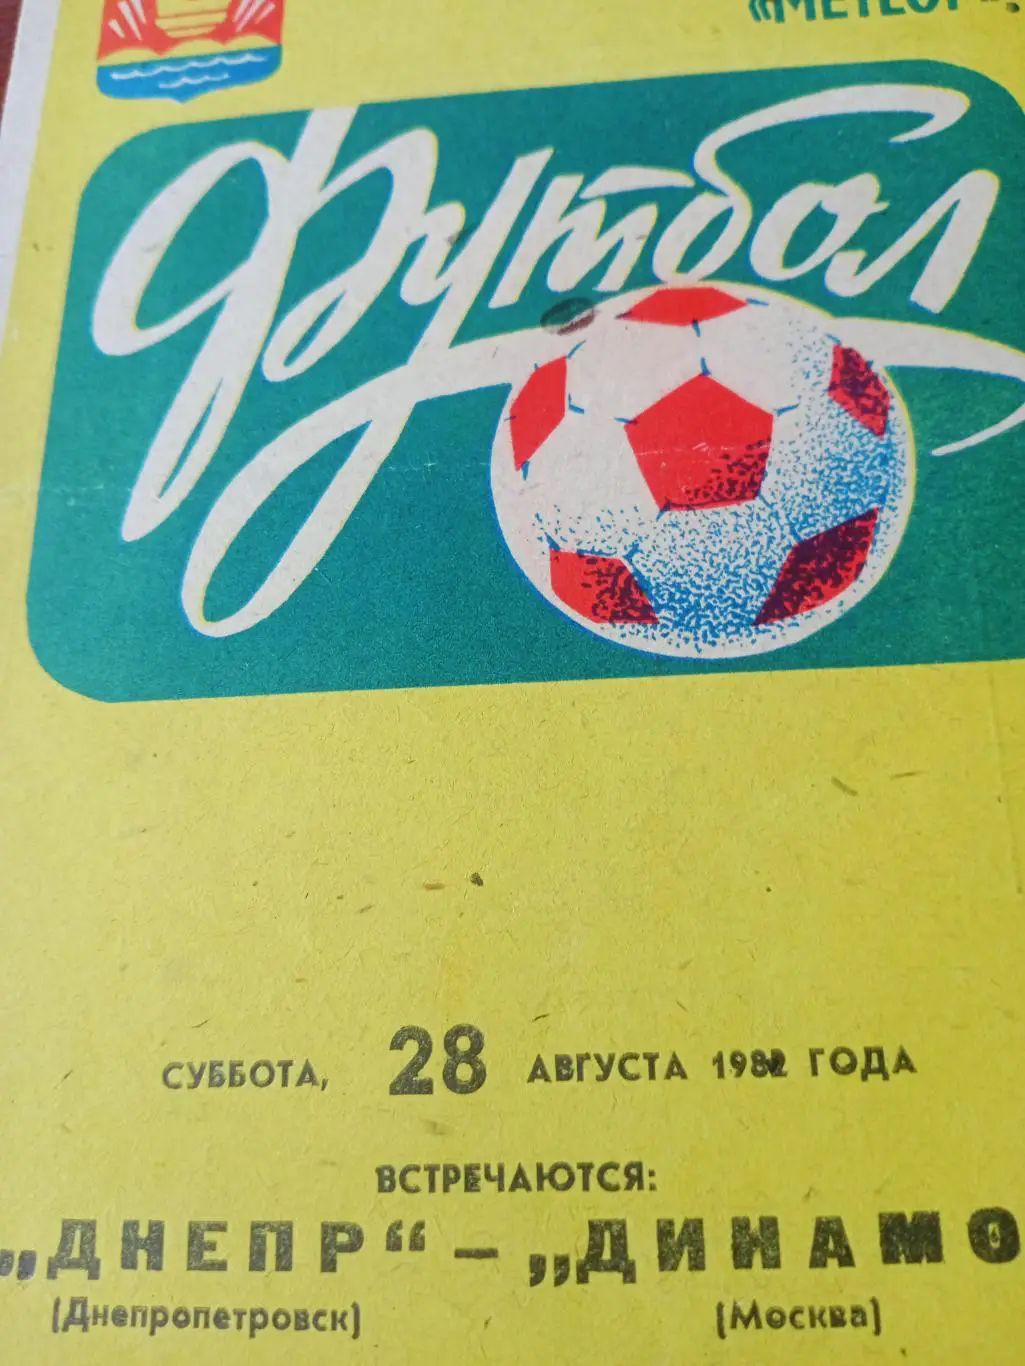 «МЕТЕОР»
Футбол
СУББОТА, 28 АВГУСТА 1982 ГОДА
ВСТРЕЧАЮТСЯ:
„ДНЕПР“ — „ДИНАМО
(Днепропетровск) (Москва)